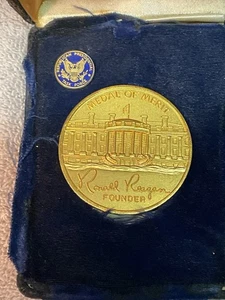 MEDAL OF MERIT
Ronald Reagan
FOUNDER